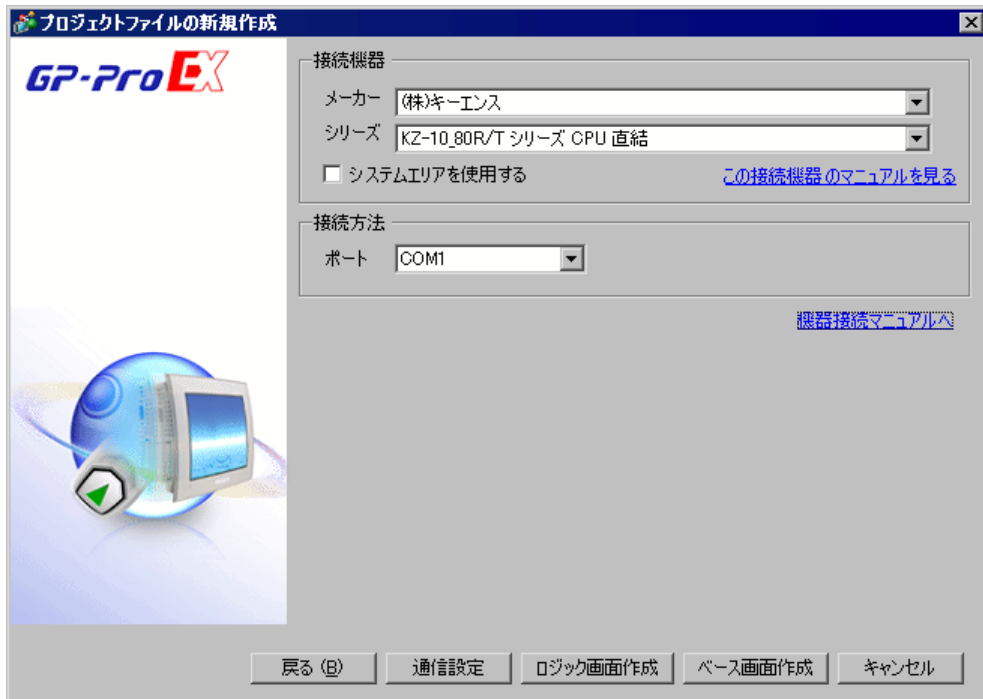 プロジェクトファイルの新規作成
GP-Pro EX
接続機器
メーカー (株)キーエンス
シリーズ KZ-10_80R/T シリーズ CPU 直結
システムエリアを使用する この接続機器のマニュアルを見る
接続方法
ポート COM1
機器接続マニュアルへ
戻る (B) 通信設定 ロジック画面作成 ベース画面作成 キャンセル